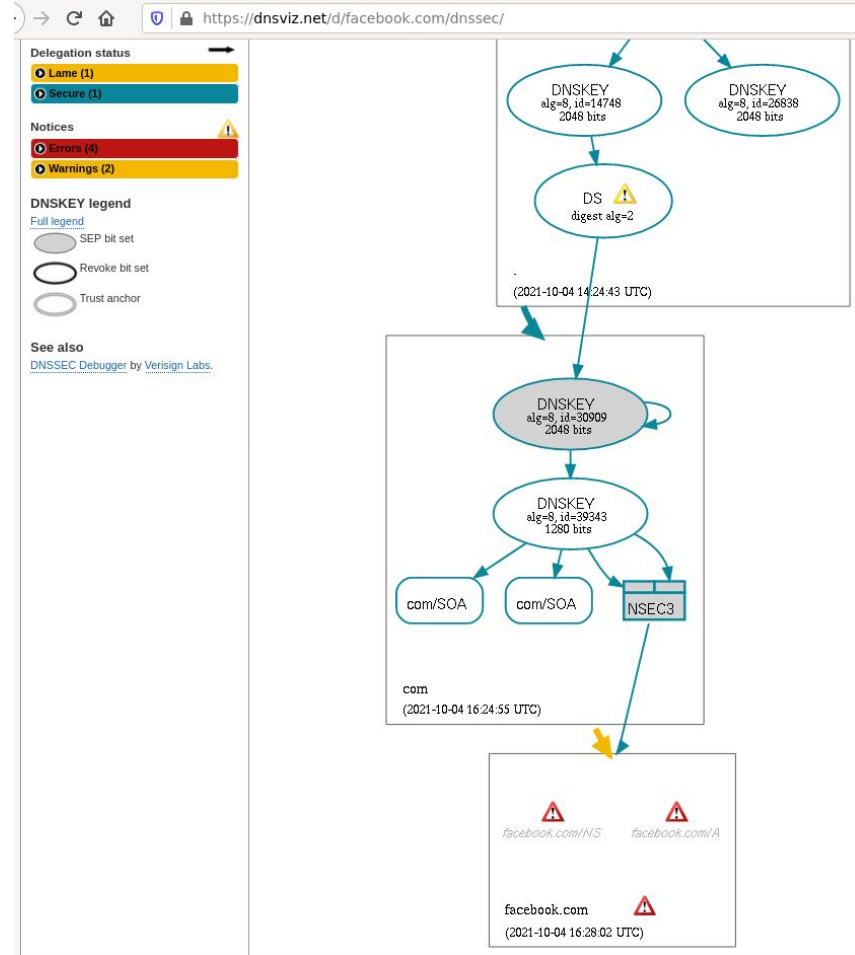 https://dnsviz.net/d/facebook.com/dnssec/
Delegation status
Lame (1)
Secure (1)
Notices
Errors (4)
Warnings (2)
DNSKEY legend
Full legend
SEP bit set
Revoke bit set
Trust anchor
See also
DNSSEC Debugger by Verisign Labs.
DNSKEY
alg=8, id=14748
2048 bits
DNSKEY
alg=8, id=26838
2048 bits
DS
digest alg=2
.
(2021-10-04 14:24:43 UTC)
DNSKEY
alg=8, id=30909
2048 bits
DNSKEY
alg=8, id=39343
1280 bits
com/SOA
com/SOA
NSEC3
com
(2021-10-04 16:24:55 UTC)
facebook.com/NS
facebook.com/A
facebook.com
(2021-10-04 16:28:02 UTC)